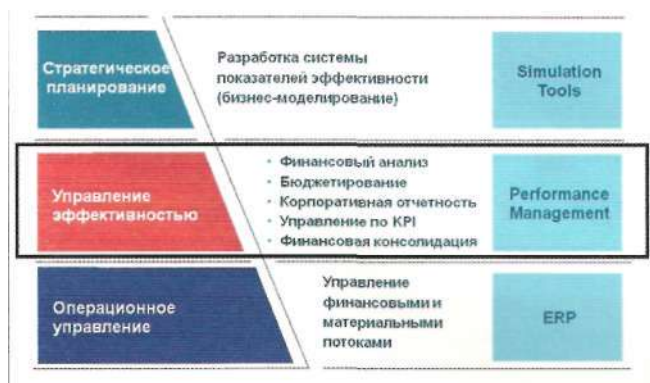 Стратегическое
планирование
Разработка системы
показателей эффективности
(бизнес-моделирование)
Simulation
Tools
Управление
эффективностью
• Финансовый анализ
• Бюджетирование
• Корпоративная отчетность
• Управление по KPI
• Финансовая консолидация
Performance
Management
Операционное
управление
Управление
финансовыми и
материальными
потоками
ERP